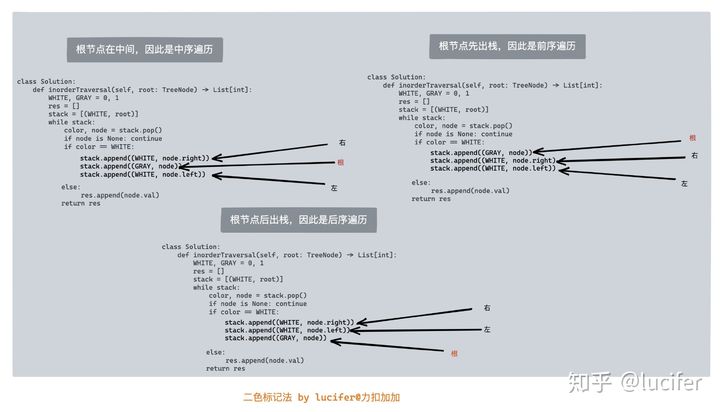 根节点在中间，因此是中序遍历
class Solution:
def inorderTraversal(self, root: TreeNode) -> List[int]:
WHITE, GRAY = 0, 1
res = []
stack = [(WHITE, root)]
while stack:
color, node = stack.pop()
if node is None: continue
if color == WHITE:
stack.append((WHITE, node.right))
stack.append((GRAY, node))
stack.append((WHITE, node.left))
else:
res.append(node.val)
return res
右
根
左
根节点先出栈，因此是前序遍历
class Solution:
def inorderTraversal(self, root: TreeNode) -> List[int]:
WHITE, GRAY = 0, 1
res = []
stack = [(WHITE, root)]
while stack:
color, node = stack.pop()
if node is None: continue
if color == WHITE:
stack.append((GRAY, node))
stack.append((WHITE, node.right)
stack.append((WHITE, node.left))
else:
res.append(node.val)
return res
根
右
左
根节点后出栈，因此是后序遍历
class Solution:
def inorderTraversal(self, root: TreeNode) -> List[int]:
WHITE, GRAY = 0, 1
res = []
stack = [(WHITE, root)]
while stack:
color, node = stack.pop()
if node is None: continue
if color == WHITE:
stack.append((WHITE, node.right))
stack.append((WHITE, node.left))
stack.append((GRAY, node))
else:
res.append(node.val)
return res
右
左
根
二色标记法 by lucifer@力扣加加
知乎 @lucifer